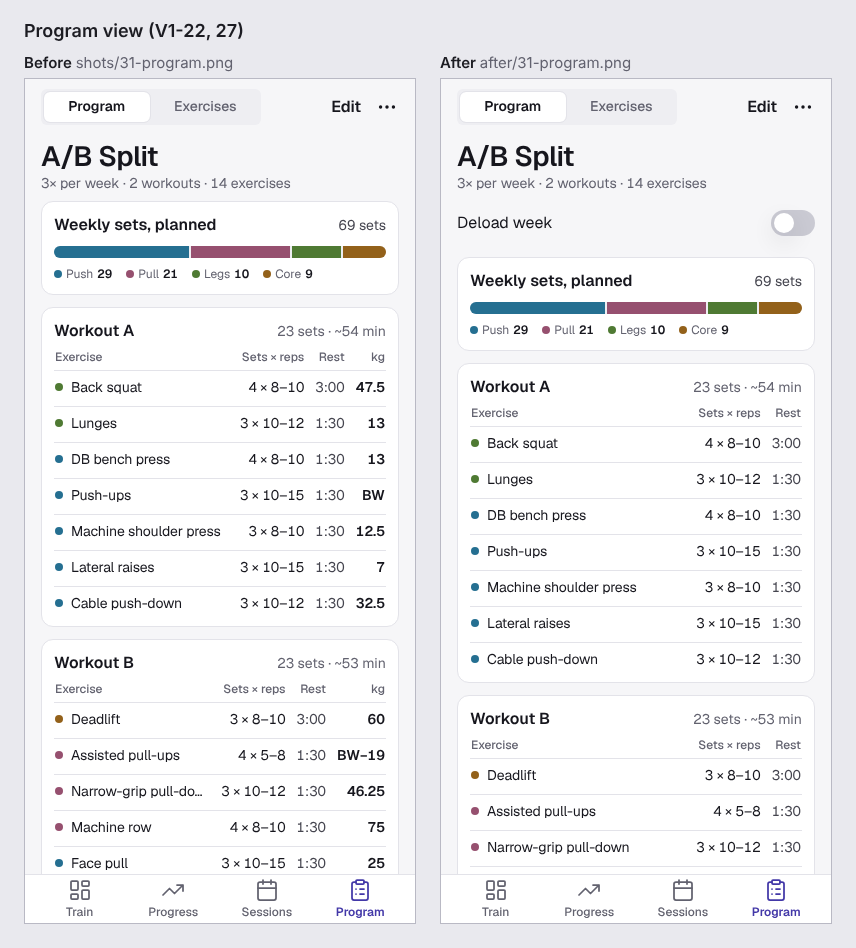 Program view (V1-22, 27)
Before shots/31-program.png
Program Exercises Edit
A/B Split
3× per week · 2 workouts · 14 exercises
Weekly sets, planned 69 sets
Push 29 Pull 21 Legs 10 Core 9
Workout A 23 sets · ~54 min
Exercise Sets × reps Rest kg
Back squat 4 × 8–10 3:00 47.5
Lunges 3 × 10–12 1:30 13
DB bench press 4 × 8–10 1:30 13
Push-ups 3 × 10–15 1:30 BW
Machine shoulder press 3 × 8–10 1:30 12.5
Lateral raises 3 × 10–15 1:30 7
Cable push-down 3 × 10–12 1:30 32.5
Workout B 23 sets · ~53 min
Exercise Sets × reps Rest kg
Deadlift 3 × 8–10 3:00 60
Assisted pull-ups 4 × 5–8 1:30 BW–19
Narrow-grip pull-do... 3 × 10–12 1:30 46.25
Machine row 4 × 8–10 1:30 75
Face pull 3 × 10–15 1:30 25
Train Progress Sessions Program
After after/31-program.png
Program Exercises Edit
A/B Split
3× per week · 2 workouts · 14 exercises
Deload week
Weekly sets, planned 69 sets
Push 29 Pull 21 Legs 10 Core 9
Workout A 23 sets · ~54 min
Exercise Sets × reps Rest
Back squat 4 × 8–10 3:00
Lunges 3 × 10–12 1:30
DB bench press 4 × 8–10 1:30
Push-ups 3 × 10–15 1:30
Machine shoulder press 3 × 8–10 1:30
Lateral raises 3 × 10–15 1:30
Cable push-down 3 × 10–12 1:30
Workout B 23 sets · ~53 min
Exercise Sets × reps Rest
Deadlift 3 × 8–10 3:00
Assisted pull-ups 4 × 5–8 1:30
Narrow-grip pull-down 3 × 10–12 1:30
Train Progress Sessions Program